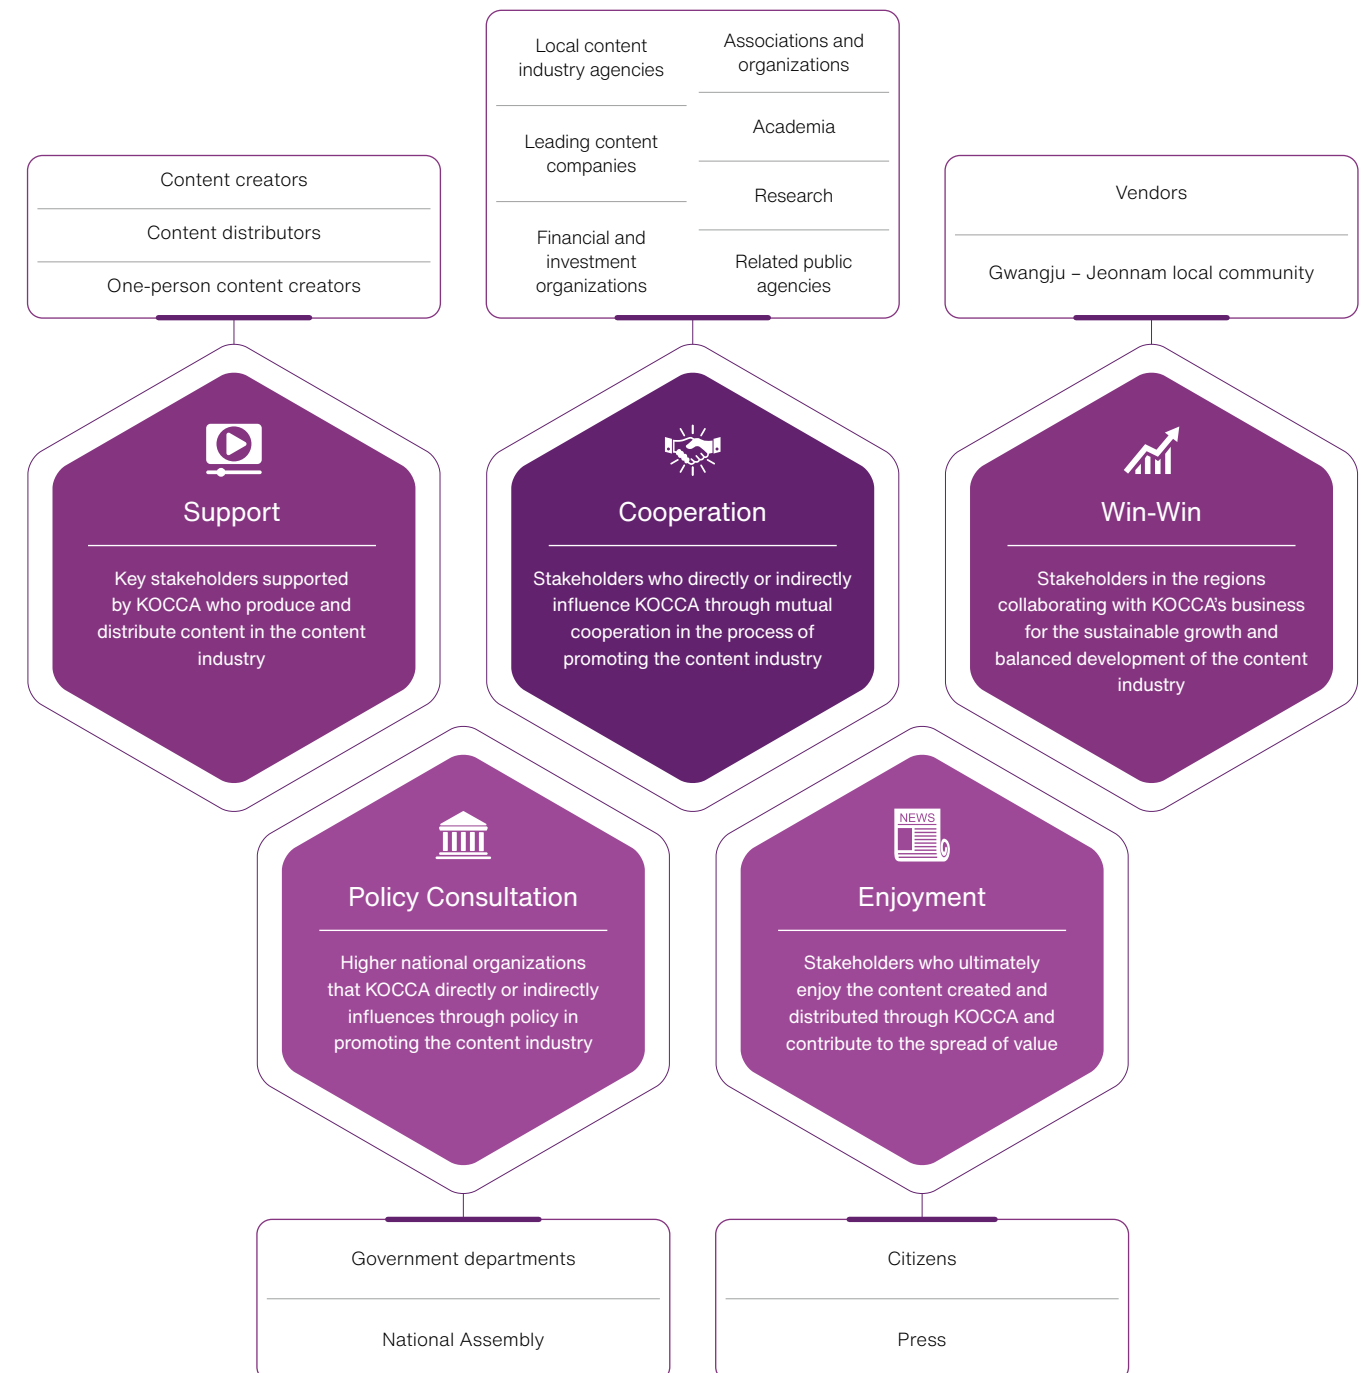 Local content
industry agencies
Leading content
companies
Financial and
investment
organizations
Associations and
organizations
Academia
Research
Related public
agencies
Content creators
Content distributors
One-person content creators
Vendors
Gwangju – Jeonnam local community
Support
Key stakeholders supported
by KOCCA who produce and
distribute content in the content
industry
Cooperation
Stakeholders who directly or indirectly
influence KOCCA through mutual
cooperation in the process of
promoting the content industry
Win-Win
Stakeholders in the regions
collaborating with KOCCA’s business
for the sustainable growth and
balanced development of the content
industry
Policy Consultation
Higher national organizations
that KOCCA directly or indirectly
influences through policy in
promoting the content industry
NEWS
Enjoyment
Stakeholders who ultimately
enjoy the content created and
distributed through KOCCA and
contribute to the spread of value
Government departments
National Assembly
Citizens
Press